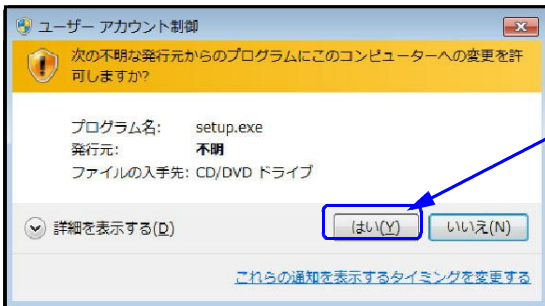 ユーザー アカウント制御
次の不明な発行元からのプログラムにこのコンピューターへの変更を許
可しますか?
プログラム名: setup.exe
発行元: 不明
ファイルの入手先: CD/DVD ドライブ
詳細を表示する(D) はい(Y) いいえ(N)
これらの通知を表示するタイミングを変更する